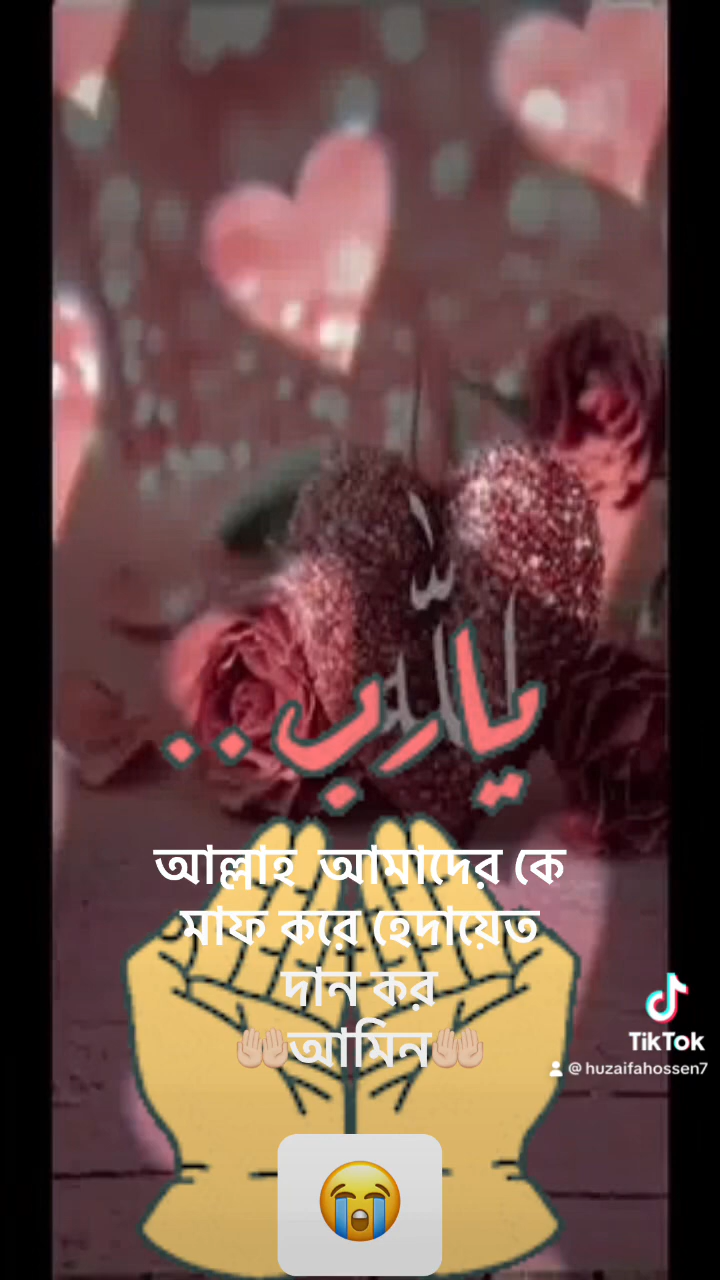 الله
يارب..
আল্লাহ আমাদের কে
মাফ করে হেদায়েত
দান কর
🤲🏼আমিন🤲🏼
TikTok
@huzaifahossen7